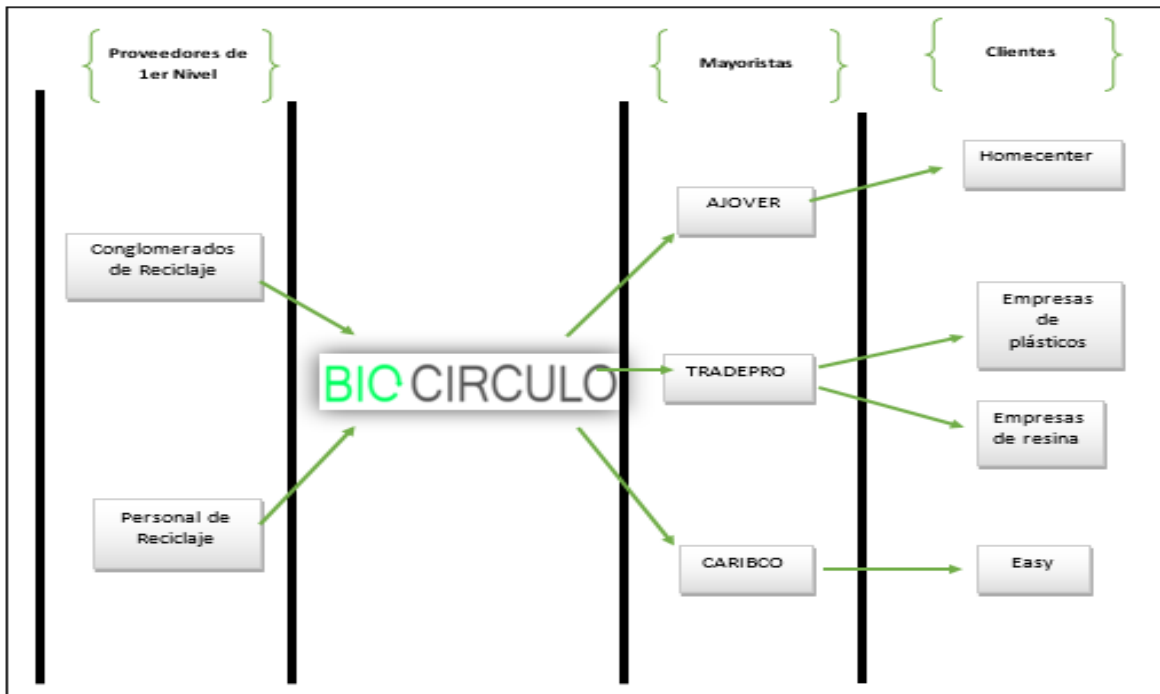 Proveedores de
1er Nivel
Mayoristas
Clientes
Homecenter
AJOVER
Conglomerados
de Reciclaje
Empresas
de
plásticos
BIO CIRCULO
TRADEPRO
Empresas
de resina
Personal de
Reciclaje
CARIBCO
Easy